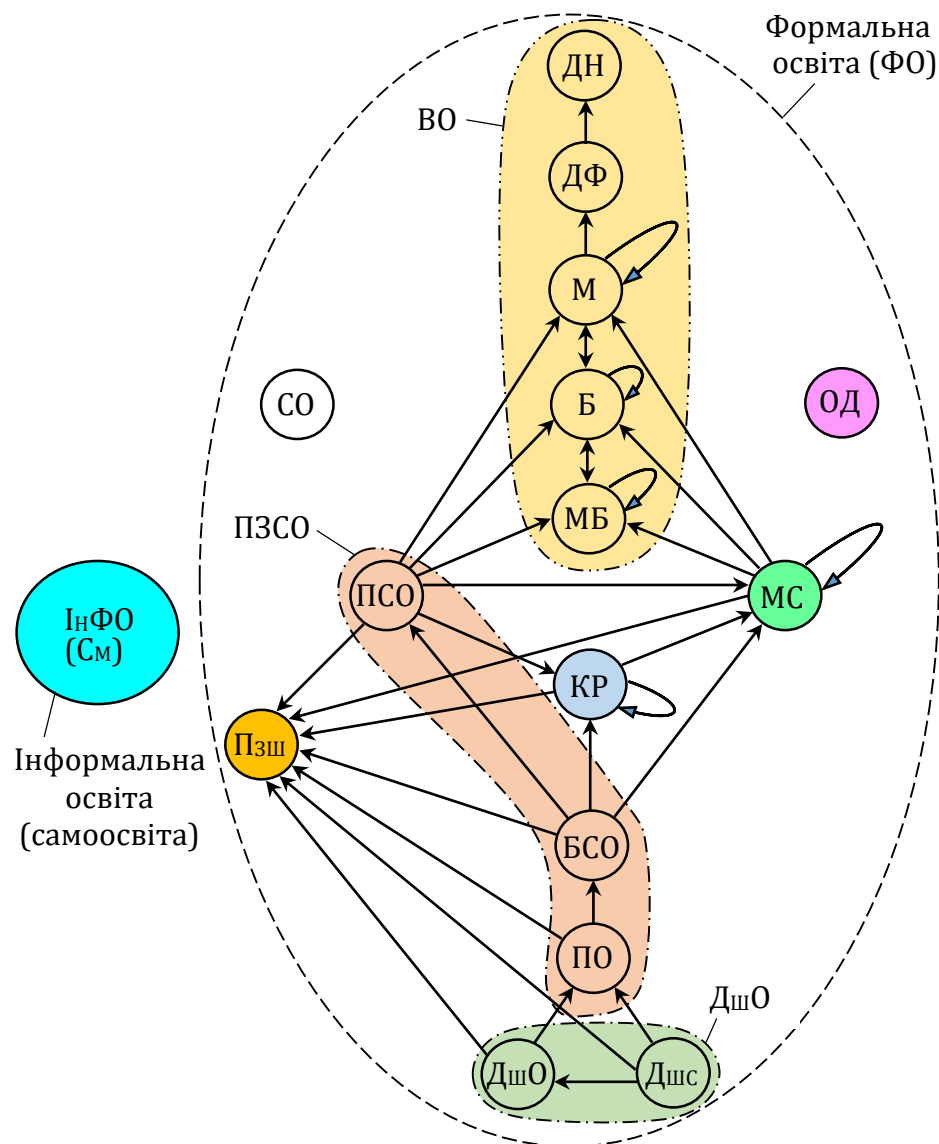 Формальна
освіта (ФО)
ДН
ВО
ДФ
М
СО
Б
ОД
МБ
ПЗСО
ПСО
МС
ІнФО
(См)
КР
Пзш
Інформальна
освіта
(самоосвіта)
БСО
ПО
ДшО
ДшО
Дшс